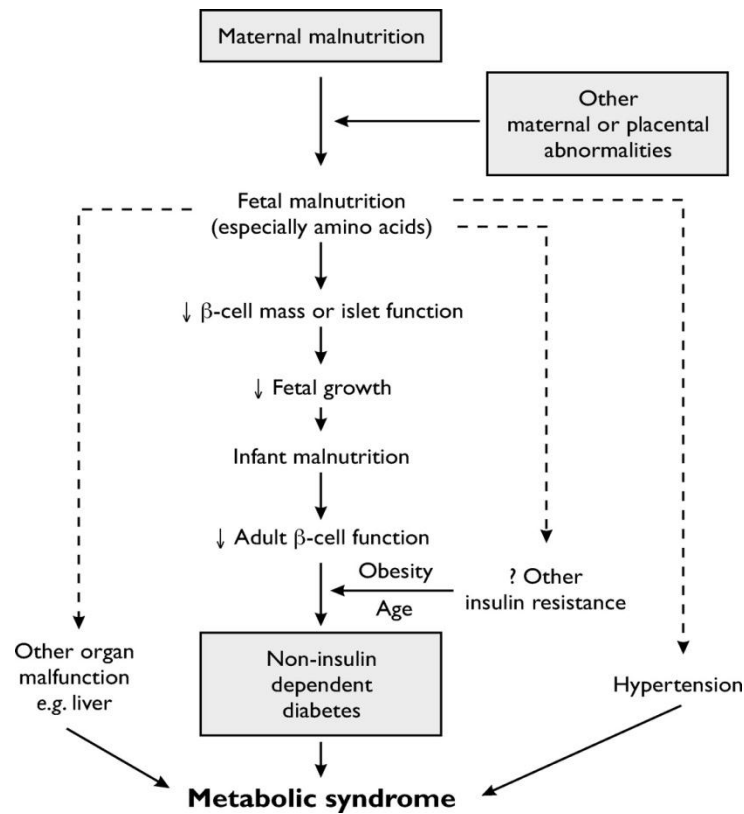 Maternal malnutrition
Other
maternal or placental
abnormalities
Fetal malnutrition
(especially amino acids)
↓ β-cell mass or islet function
↓ Fetal growth
Infant malnutrition
↓ Adult β-cell function
Obesity
Age
? Other
insulin resistance
Other organ
malfunction
e.g. liver
Non-insulin
dependent
diabetes
Hypertension
Metabolic syndrome